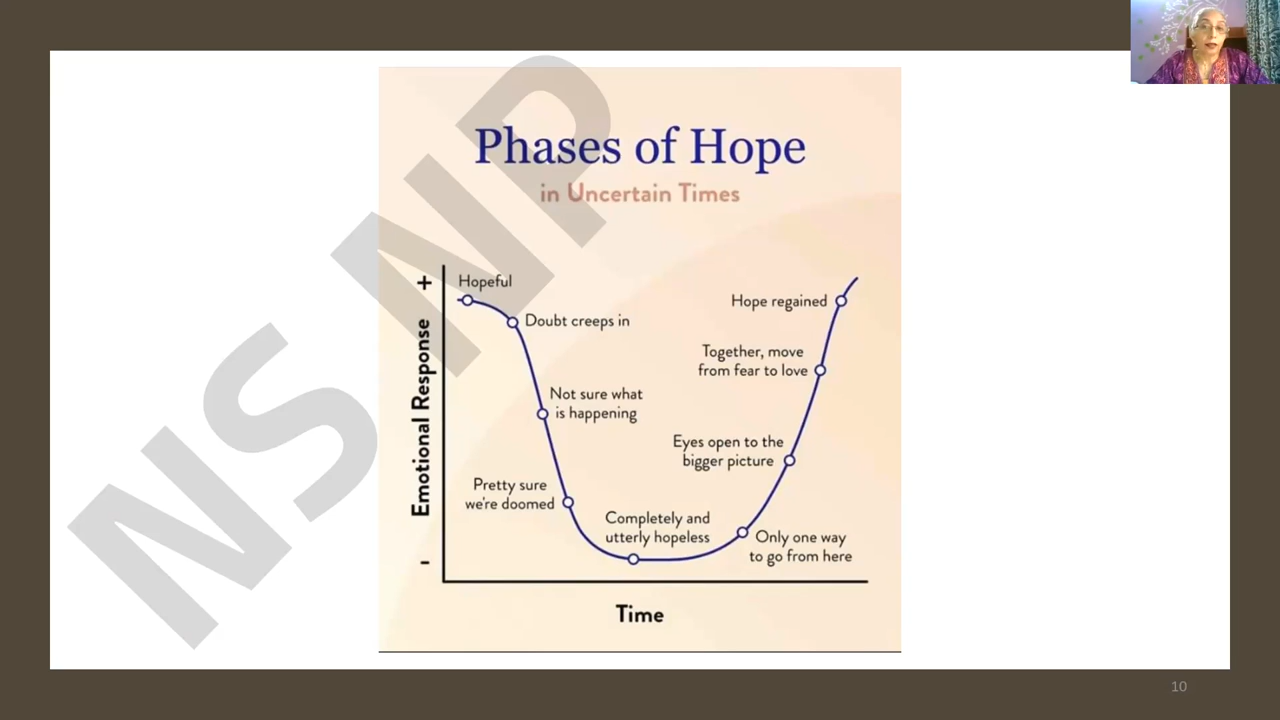 Phases of Hope
in Uncertain Times
+
Hopeful
Doubt creeps in
Not sure what
is happening
Pretty sure
we're doomed
Completely and
utterly hopeless
Only one way
to go from here
Eyes open to the
bigger picture
Together, move
from fear to love
Hope regained
Emotional Response
-
Time
NSNP
10